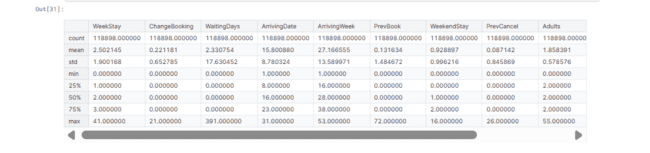 Out[31]:
WeekStay ChangeBooking WaitingDays ArrivingDate ArrivingWeek PrevBook WeekendStay PrevCancel Adults
count 118898.000000 118898.000000 118898.000000 118898.000000 118898.000000 118898.000000 118898.000000 118898.000000 118898.000000
mean 2.502145 0.221181 2.330754 15.800880 27.166555 0.131634 0.928897 0.087142 1.858391
std 1.900168 0.652785 17.630452 8.780324 13.589971 1.484672 0.996216 0.845869 0.578576
min 0.000000 0.000000 0.000000 1.000000 1.000000 0.000000 0.000000 0.000000 0.000000
25% 1.000000 0.000000 0.000000 8.000000 16.000000 0.000000 0.000000 0.000000 2.000000
50% 2.000000 0.000000 0.000000 16.000000 28.000000 0.000000 1.000000 0.000000 2.000000
75% 3.000000 0.000000 0.000000 23.000000 38.000000 0.000000 2.000000 0.000000 2.000000
max 41.000000 21.000000 391.000000 31.000000 53.000000 72.000000 16.000000 26.000000 55.000000